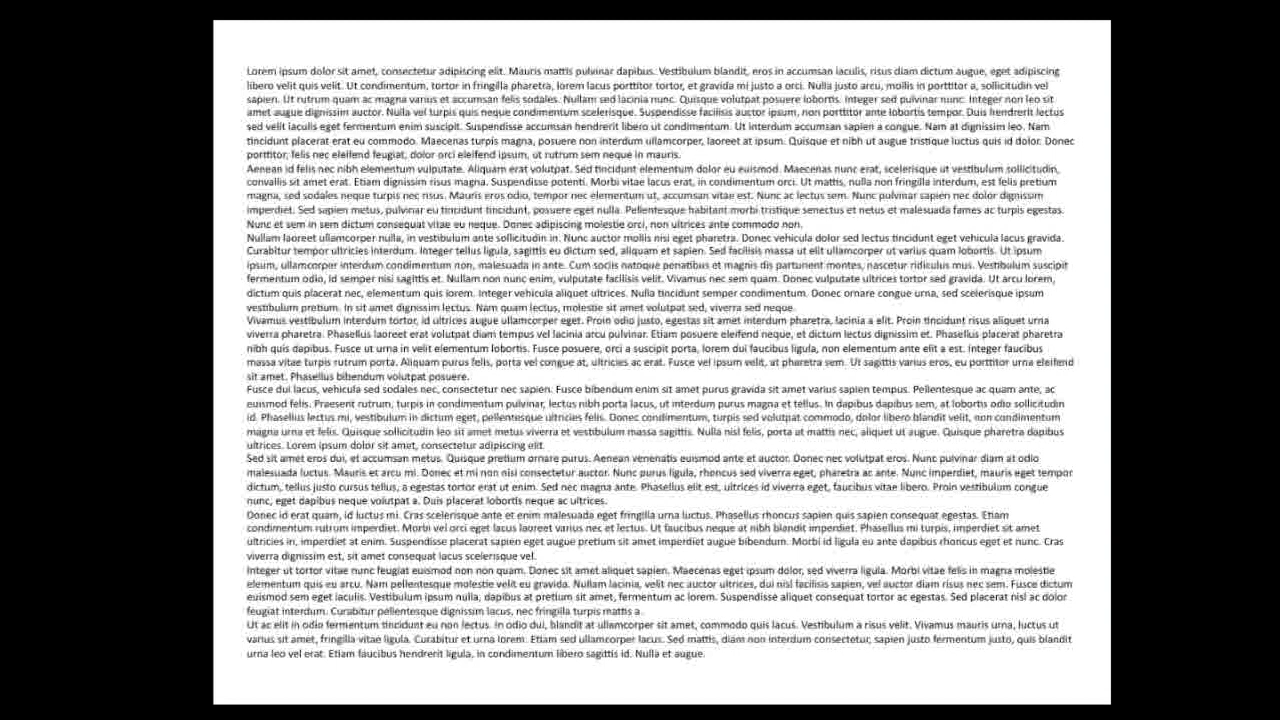 Lorem ipsum dolor sit amet, consectetur adipiscing elit. Mauris mattis pulvinar dapibus. Vestibulum blandit, eros in accumsan iaculis, risus diam dictum augue, eget adipiscing
libero velit quis velit. Ut condimentum, tortor in fringilla pharetra, lorem lacus porttitor tortor, et gravida mi justo a orci. Nulla justo arcu, mollis in porttitor a, sollicitudin vel
sapien. Ut rutrum quam ac magna varius et accumsan felis sodales. Nullam sed lacinia nunc. Quisque volutpat posuere lobortis. Integer sed pulvinar nunc. Integer non leo sit
amet augue dignissim auctor. Nulla vel turpis quis neque condimentum scelerisque. Suspendisse facilisis auctor ipsum, non porttitor ante lobortis tempor. Duis hendrerit lectus
sed velit iaculis eget fermentum enim suscipit. Suspendisse accumsan hendrerit libero ut condimentum. Ut interdum accumsan sapien a congue. Nam at dignissim leo. Nam
tincidunt placerat erat eu commodo. Maecenas turpis magna, posuere non interdum ullamcorper, laoreet at ipsum. Quisque et nibh ut augue tristique luctus quis id dolor. Donec
porttitor, felis nec eleifend feugiat, dolor orci eleifend ipsum, ut rutrum sem neque in mauris.
Aenean id felis nec nibh elementum vulputate. Aliquam erat volutpat. Sed tincidunt elementum dolor eu euismod. Maecenas nunc erat, scelerisque ut vestibulum sollicitudin,
convallis sit amet erat. Etiam dignissim risus magna. Suspendisse potenti. Morbi vitae lacus erat, in condimentum orci. Ut mattis, nulla non fringilla interdum, est felis pretium
magna, sed sodales neque turpis nec risus. Mauris eros odio, tempor nec elementum ut, accumsan vitae est. Nunc ac lectus sem. Nunc pulvinar sapien nec dolor dignissim
imperdiet. Sed sapien metus, pulvinar eu tincidunt tincidunt, posuere eget nulla. Pellentesque habitant morbi tristique senectus et netus et malesuada fames ac turpis egestas.
Nunc et sem in sem dictum consequat vitae eu neque. Donec adipiscing molestie orci, non ultrices ante commodo non.
Nullam laoreet ullamcorper nulla, in vestibulum ante sollicitudin in. Nunc auctor mollis nisi eget pharetra. Donec vehicula dolor sed lectus tincidunt eget vehicula lacus gravida.
Curabitur tempor ultricies interdum. Integer tellus ligula, sagittis eu dictum sed, aliquam et sapien. Sed facilisis massa ut elit ullamcorper ut varius quam lobortis. Ut ipsum
ipsum, ullamcorper interdum condimentum non, malesuada in ante. Cum sociis natoque penatibus et magnis dis parturient montes, nascetur ridiculus mus. Vestibulum suscipit
fermentum odio, id semper nisi sagittis et. Nullam non nunc enim, vulputate facilisis velit. Vivamus nec sem quam. Donec vulputate ultrices tortor sed gravida. Ut arcu lorem,
dictum quis placerat nec, elementum quis lorem. Integer vehicula aliquet ultrices. Nulla tincidunt semper condimentum. Donec ornare congue urna, sed scelerisque ipsum
vestibulum pretium. In sit amet dignissim lectus. Nam quam lectus, molestie sit amet volutpat sed, viverra sed neque.
Vivamus vestibulum interdum tortor, id ultrices augue ullamcorper eget. Proin odio justo, egestas sit amet interdum pharetra, lacinia a elit. Proin tincidunt risus aliquet urna
viverra pharetra. Phasellus laoreet erat volutpat diam tempus vel lacinia arcu pulvinar. Etiam posuere eleifend neque, et dictum lectus dignissim et. Phasellus placerat pharetra
nibh quis dapibus. Fusce ut urna in velit elementum lobortis. Fusce posuere, orci a suscipit porta, lorem dui faucibus ligula, non elementum ante elit a est. Integer faucibus
massa vitae turpis rutrum porta. Aliquam purus felis, porta vel congue at, ultricies ac erat. Fusce vel ipsum velit, at pharetra sem. Ut sagittis varius eros, eu porttitor urna eleifend
sit amet. Phasellus bibendum volutpat posuere.
Fusce dui lacus, vehicula sed sodales nec, consectetur nec sapien. Fusce bibendum enim sit amet purus gravida sit amet varius sapien tempus. Pellentesque ac quam ante, ac
euismod felis. Praesent rutrum, turpis in condimentum pulvinar, lectus nibh porta lacus, ut interdum purus magna et tellus. In dapibus dapibus sem, at lobortis odio sollicitudin
id. Phasellus lectus mi, vestibulum in dictum eget, pellentesque ultricies felis. Donec condimentum, turpis sed volutpat commodo, dolor libero blandit velit, non condimentum
magna urna et felis. Quisque sollicitudin leo sit amet metus viverra et vestibulum massa sagittis. Nulla nisl felis, porta at mattis nec, aliquet ut augue. Quisque pharetra dapibus
ultrices. Lorem ipsum dolor sit amet, consectetur adipiscing elit.
Sed sit amet eros dui, et accumsan metus. Quisque pretium ornare purus. Aenean venenatis euismod ante et auctor. Donec nec volutpat eros. Nunc pulvinar diam at odio
malesuada luctus. Mauris et arcu mi. Donec et mi non nisi consectetur auctor. Nunc purus ligula, rhoncus sed viverra eget, pharetra ac ante. Nunc imperdiet, mauris eget tempor
dictum, tellus justo cursus tellus, a egestas tortor erat ut enim. Sed nec magna ante. Phasellus elit est, ultrices id viverra eget, faucibus vitae libero. Proin vestibulum congue
nunc, eget dapibus neque volutpat a. Duis placerat lobortis neque ac ultrices.
Donec id erat quam, id luctus mi. Cras scelerisque ante et enim malesuada eget fringilla urna luctus. Phasellus rhoncus sapien quis sapien consequat egestas. Etiam
condimentum rutrum imperdiet. Morbi vel orci eget lacus laoreet varius nec et lectus. Ut faucibus neque at nibh blandit imperdiet. Phasellus mi turpis, imperdiet sit amet
ultricies in, imperdiet at enim. Suspendisse placerat sapien eget augue pretium sit amet imperdiet augue bibendum. Morbi id ligula eu ante dapibus rhoncus eget et nunc. Cras
viverra dignissim est, sit amet consequat lacus scelerisque vel.
Integer ut tortor vitae nunc feugiat euismod non non quam. Donec sit amet aliquet sapien. Maecenas eget ipsum dolor, sed viverra ligula. Morbi vitae felis in magna molestie
elementum quis eu arcu. Nam pellentesque molestie velit eu gravida. Nullam lacinia, velit nec auctor ultrices, dui nisl facilisis sapien, vel auctor diam risus nec sem. Fusce dictum
euismod sem eget iaculis. Vestibulum ipsum nulla, dapibus at pretium sit amet, fermentum ac lorem. Suspendisse aliquet consequat tortor ac egestas. Sed placerat nisl ac dolor
feugiat interdum. Curabitur pellentesque dignissim lacus, nec fringilla turpis mattis a.
Ut ac elit in odio fermentum tincidunt eu non lectus. In odio dui, blandit at ullamcorper sit amet, commodo quis lacus. Vestibulum a risus velit. Vivamus mauris urna, luctus ut
varius sit amet, fringilla vitae ligula. Curabitur et urna lorem. Etiam sed ullamcorper lacus. Sed mattis, diam non interdum consectetur, sapien justo fermentum justo, quis blandit
urna leo vel erat. Etiam faucibus hendrerit ligula, in condimentum libero sagittis id. Nulla et augue.